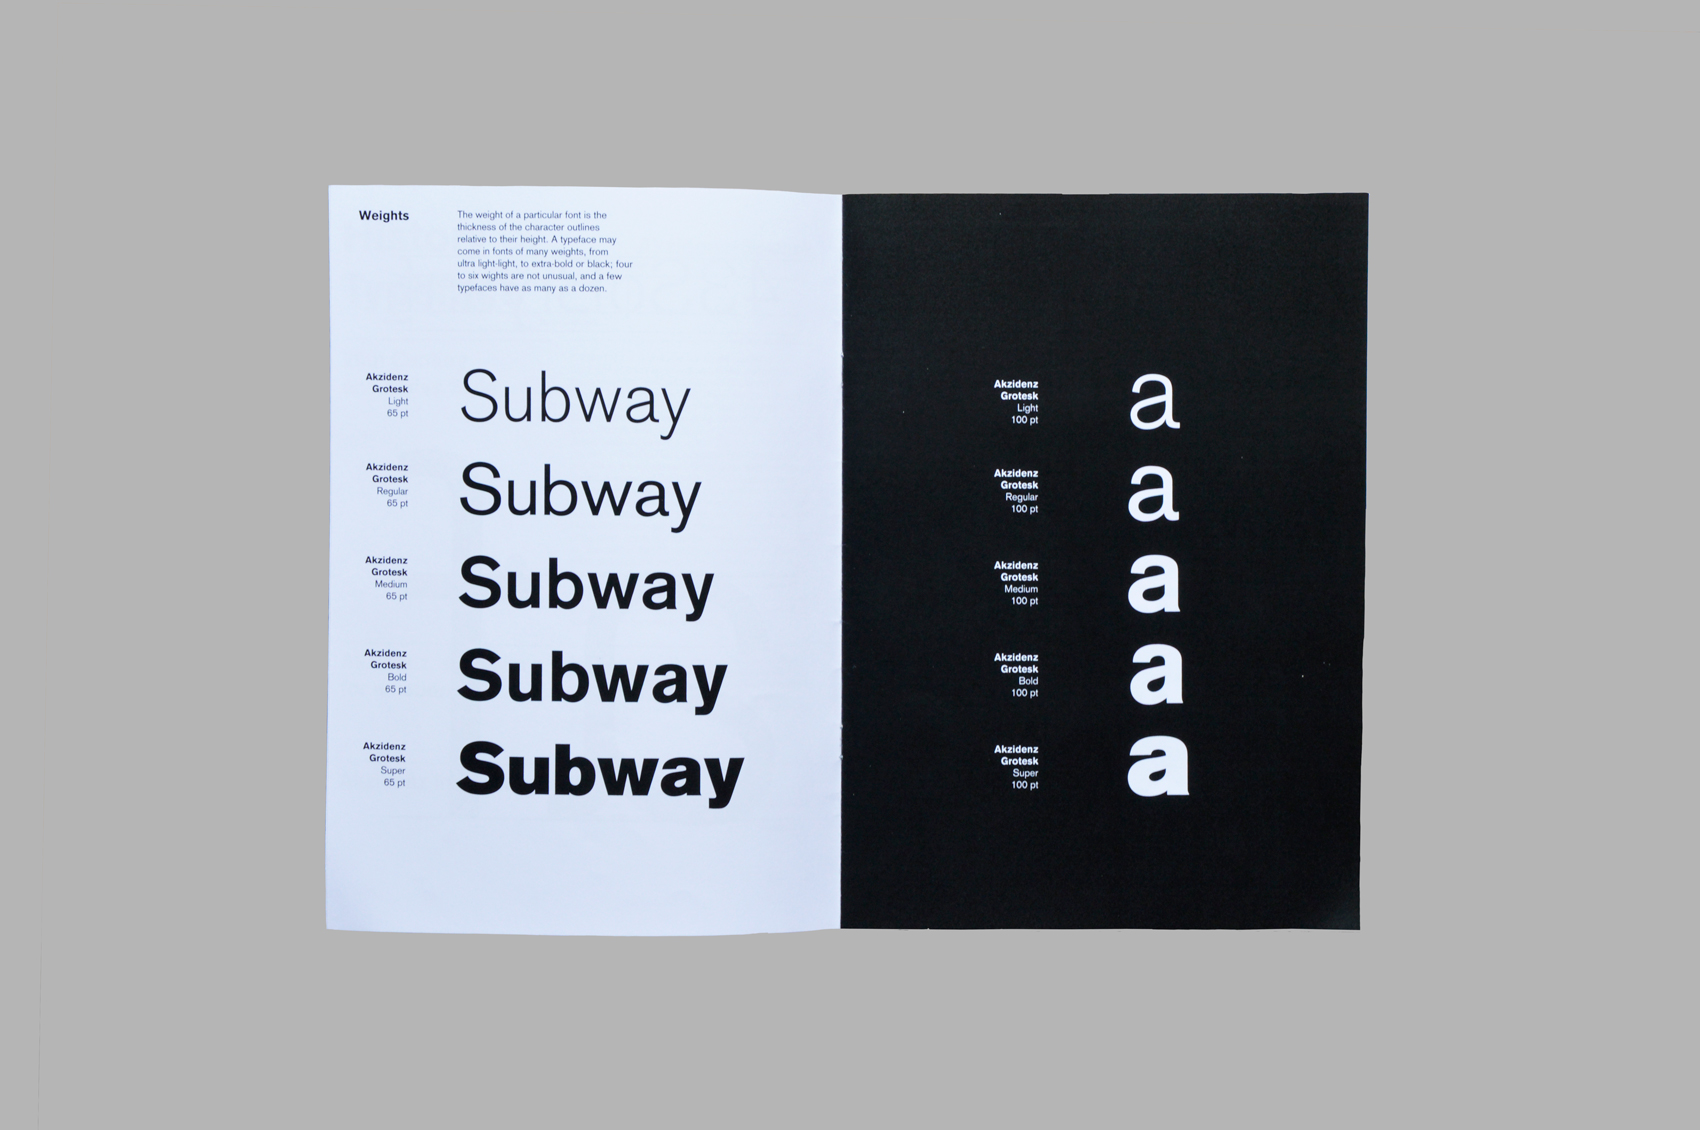 Weights
The weight of a particular font is the
thickness of the character outlines
relative to their height. A typeface may
come in fonts of many weights, from
ultra light-light, to extra-bold or black; four
to six wights are not unusual, and a few
typefaces have as many as a dozen.
Akzidenz
Grotesk
Light
65 pt
Subway
Akzidenz
Grotesk
Regular
65 pt
Subway
Akzidenz
Grotesk
Medium
65 pt
Subway
Akzidenz
Grotesk
Bold
65 pt
Subway
Akzidenz
Grotesk
Super
65 pt
Subway
Akzidenz
Grotesk
Light
100 pt
a
Akzidenz
Grotesk
Regular
100 pt
a
Akzidenz
Grotesk
Medium
100 pt
a
Akzidenz
Grotesk
Bold
100 pt
a
Akzidenz
Grotesk
Super
100 pt
a